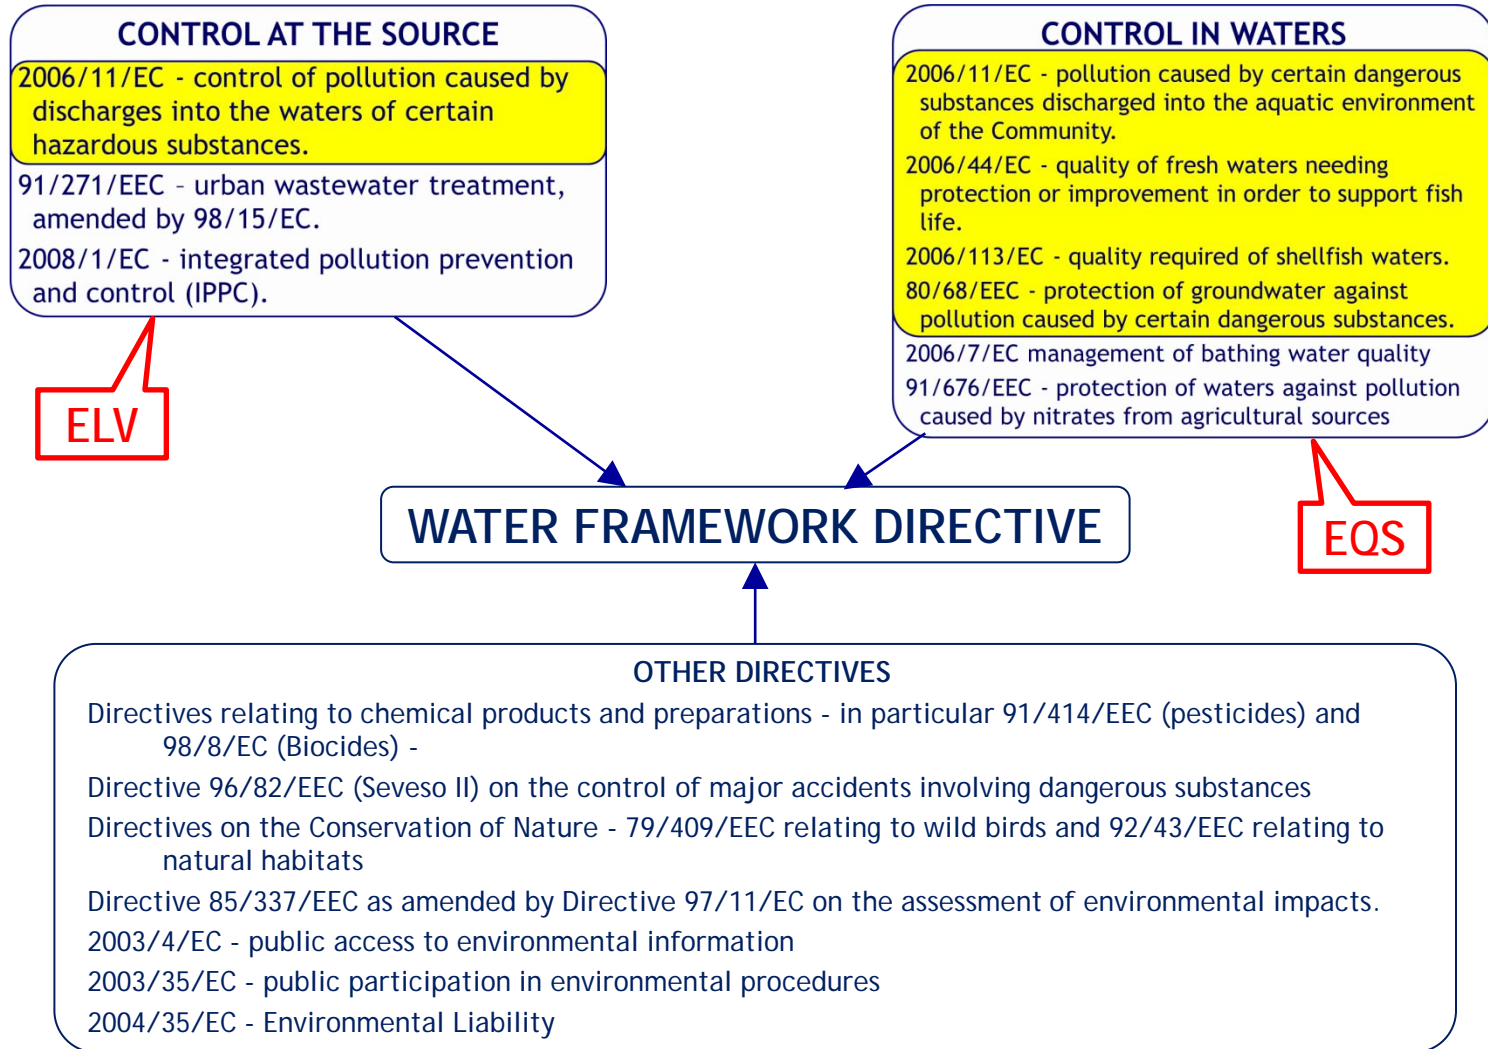 CONTROL AT THE SOURCE
2006/11/EC - control of pollution caused by
discharges into the waters of certain
hazardous substances.
91/271/EEC – urban wastewater treatment,
amended by 98/15/EC.
2008/1/EC - integrated pollution prevention
and control (IPPC).
ELV
CONTROL IN WATERS
2006/11/EC - pollution caused by certain dangerous
substances discharged into the aquatic environment
of the Community.
2006/44/EC - quality of fresh waters needing
protection or improvement in order to support fish
life.
2006/113/EC - quality required of shellfish waters.
80/68/EEC - protection of groundwater against
pollution caused by certain dangerous substances.
2006/7/EC management of bathing water quality
91/676/EEC - protection of waters against pollution
caused by nitrates from agricultural sources
EQS
WATER FRAMEWORK DIRECTIVE
OTHER DIRECTIVES
Directives relating to chemical products and preparations - in particular 91/414/EEC (pesticides) and
98/8/EC (Biocides) -
Directive 96/82/EEC (Seveso II) on the control of major accidents involving dangerous substances
Directives on the Conservation of Nature - 79/409/EEC relating to wild birds and 92/43/EEC relating to
natural habitats
Directive 85/337/EEC as amended by Directive 97/11/EC on the assessment of environmental impacts.
2003/4/EC - public access to environmental information
2003/35/EC - public participation in environmental procedures
2004/35/EC - Environmental Liability